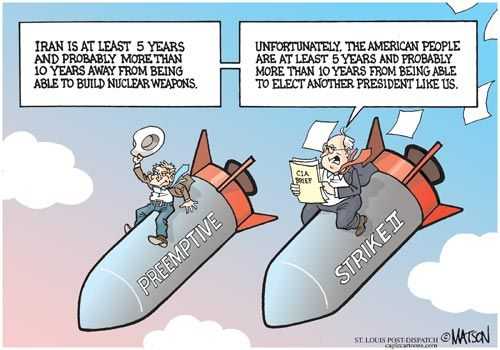 IRAN IS AT LEAST 5 YEARS
AND PROBABLY MORE THAN
10 YEARS AWAY FROM BEING
ABLE TO BUILD NUCLEAR WEAPONS.
UNFORTUNATELY, THE AMERICAN PEOPLE
ARE AT LEAST 5 YEARS AND PROBABLY
MORE THAN 10 YEARS FROM BEING ABLE
TO ELECT ANOTHER PRESIDENT LIKE US.
C.I.A.
BRIEF
PREEMPTIVE
STRIKE II
ST. LOUIS POST-DISPATCH
caglecartoons.com
©MATSON